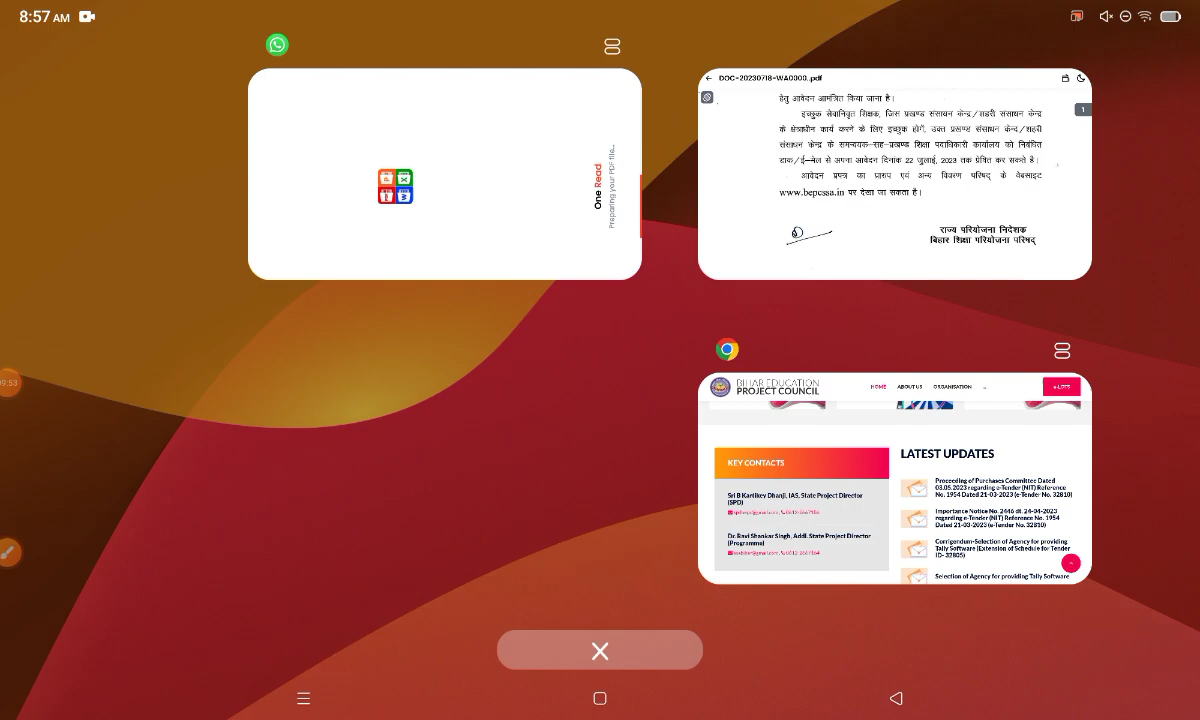 8:57 AM
One Read
Preparing your PDF file...
DOC-20230718-WA0000..pdf
1
हेतु आवेदन आमंत्रित किया जाना है।
इच्छुक सेवानिवृत शिक्षक, जिस प्रखण्ड संसाधन केन्द्र/शहरी संसाधन केन्द्र
के क्षेत्राधीन कार्य करने के लिए इच्छुक होगें, उक्त प्रखण्ड संसाधन केन्द/शहरी
संसाधन केन्द्र के समन्वयक-सह-प्रखण्ड शिक्षा पदाधिकारी कार्यालय को निबंधित
डाक/ई-मेल से अपना आवेदन दिनांक 22 जुलाई, 2023 तक प्रेषित कर सकते है।
आवेदन प्रपत्र का प्रारुप एवं अन्य विवरण परिषद् के वेबसाइट
www.bepcssa.in पर देखा जा सकता है।
राज्य परियोजना निदेशक
बिहार शिक्षा परियोजना परिषद्
09:53
BIHAR EDUCATION
PROJECT COUNCIL
HOME ABOUT US ORGANISATION
e-LOTS
KEY CONTACTS
Sri B Kartikey Dhanji, IAS, State Project Director
(SPD)
Dr. Ravi Shankar Singh, Addl. State Project Director
(Programme)
LATEST UPDATES
Proceeding of Purchases Committee Dated
03.05.2023 regarding e-Tender (NIT) Reference
No. 1954 Dated 21-03-2023 (e-Tender No. 32810)
Importance Notice No. 2446 dt. 24-04-2023
regarding e-Tender (NIT) Reference No. 1954
Dated 21-03-2023 (e-Tender No. 32810)
Corrigendum-Selection of Agency for providing
Tally Software (Extension of Schedule for Tender
ID- 32805)
Selection of Agency for providing Tally Software